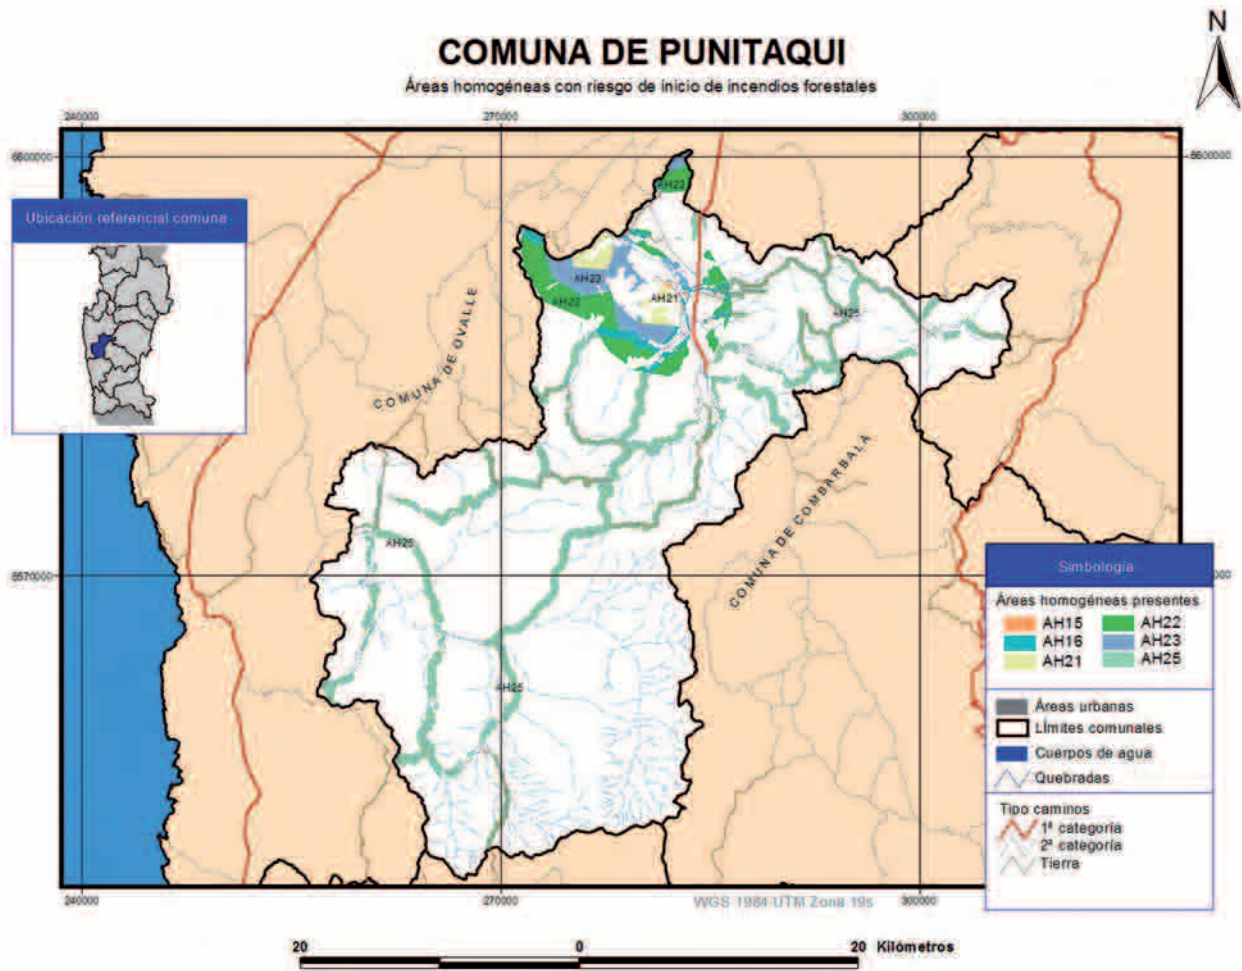 N
COMUNA DE PUNITAQUI
Áreas homogéneas con riesgo de inicio de incendios forestales
240000
270000
300000
6600000
6600000
Ubicación referencial comuna
AH22
AH23
AH22
AH21
AH25
COMUNA DE OVALLE
COMUNA DE COMBARBALA
AH25
AH25
6570000
Simbología
Áreas homogéneas presentes
AH15
AH22
AH16
AH23
AH21
AH25
Áreas urbanas
Límites comunales
Cuerpos de agua
Quebradas
Tipo caminos
1ª categoría
2ª categoría
Tierra
WGS 1984 UTM Zona 19s
240000
270000
300000
20
0
20 Kilómetros